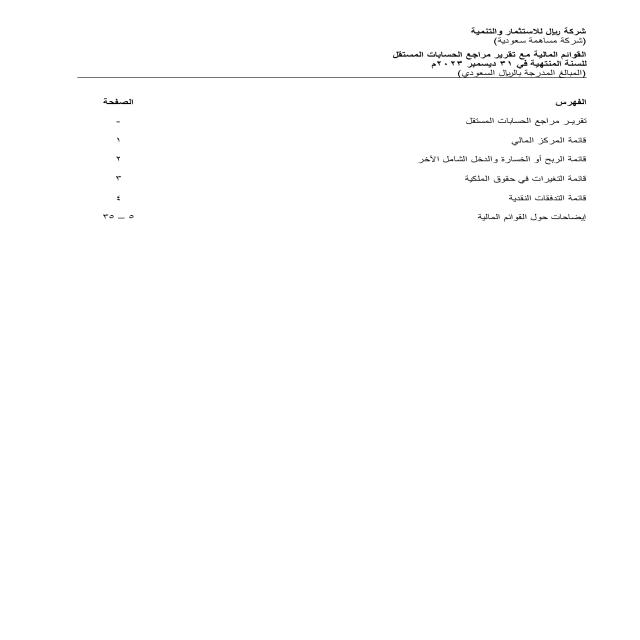 شركة ريال للاستثمار والتنمية
(شركة مساهمة سعودية)
القوائم المالية مع تقرير مراجع الحسابات المستقل
للسنة المنتهية في ٣١ ديسمبر ٢٠٢٣م
(المبالغ المدرجة بالريال السعودي)
الفهرس الصفحة
تقرير مراجع الحسابات المستقل -
قائمة المركز المالي ١
قائمة الربح أو الخسارة والدخل الشامل الآخر ٢
قائمة التغيرات في حقوق الملكية ٣
قائمة التدفقات النقدية ٤
إيضاحات حول القوائم المالية ٥ – ٣٥